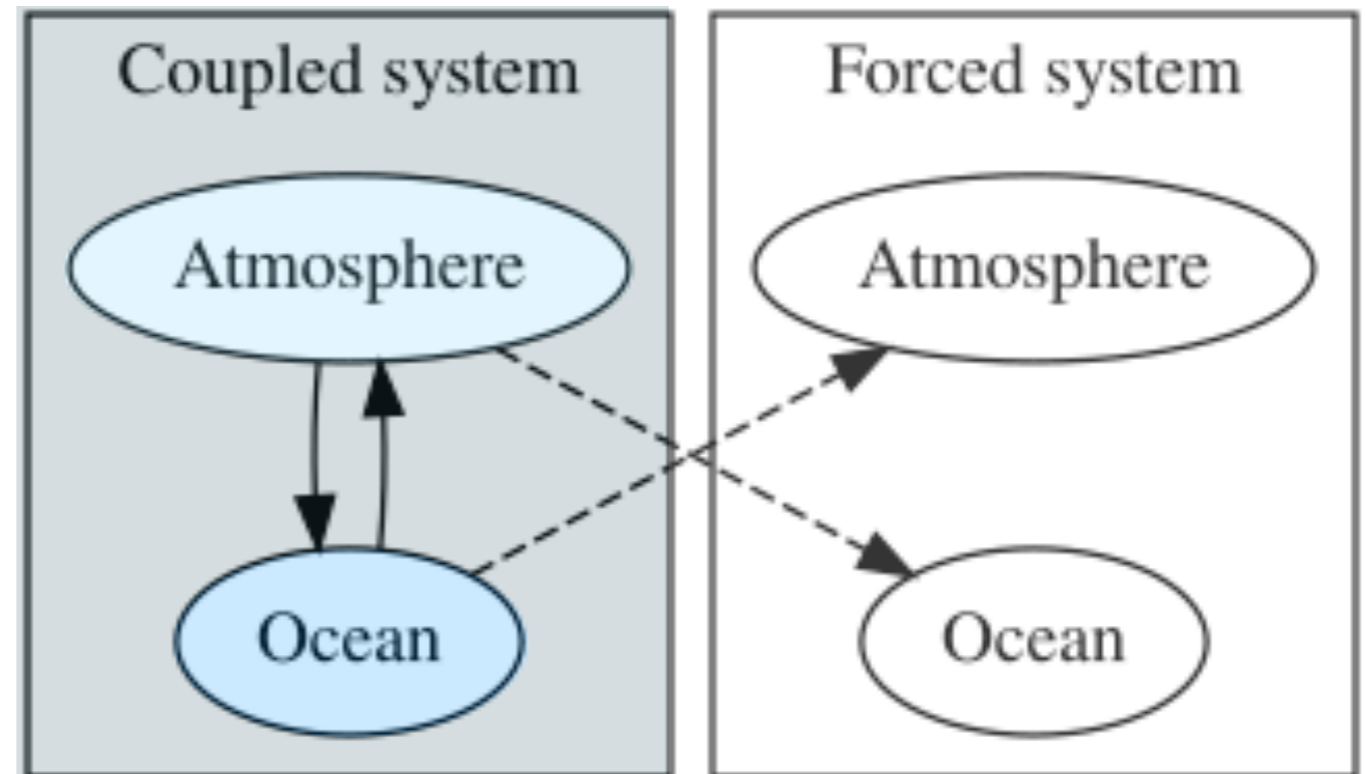 Coupled system
Atmosphere
Ocean
Forced system
Atmosphere
Ocean